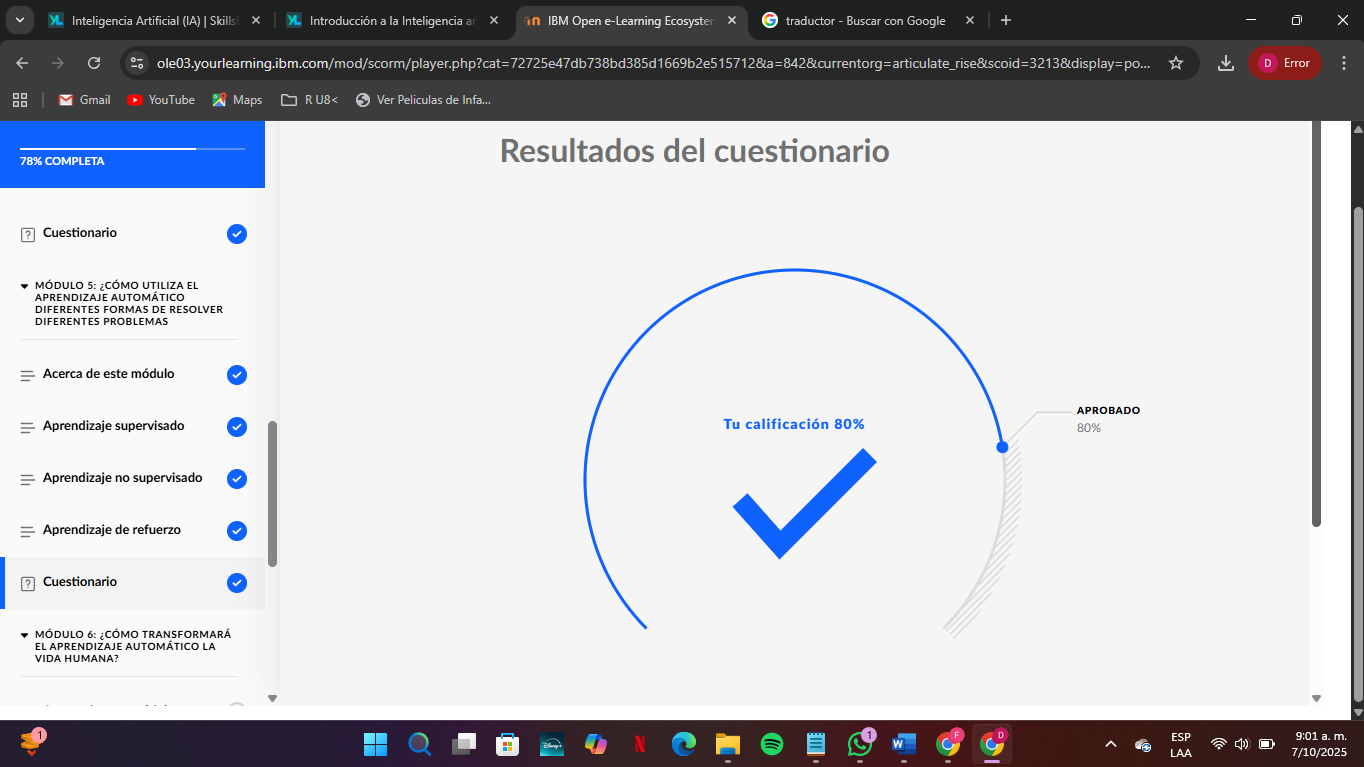 Inteligencia Artificial (IA) | Skills
Introducción a la Inteligencia ar
IBM Open e-Learning Ecosystem
traductor - Buscar con Google
ole03.yourlearning.ibm.com/mod/scorm/player.php?cat=72725e47db738bd385d1669b2e515712&a=842&currentorg=articulate_rise&scoid=3213&display=po...
D
Error
Gmail
YouTube
Maps
R U8<
Ver Peliculas de Infa...
78% COMPLETA
Cuestionario
MÓDULO 5: ¿CÓMO UTILIZA EL
APRENDIZAJE AUTOMÁTICO
DIFERENTES FORMAS DE RESOLVER
DIFERENTES PROBLEMAS
Acerca de este módulo
Aprendizaje supervisado
Aprendizaje no supervisado
Aprendizaje de refuerzo
Cuestionario
MÓDULO 6: ¿CÓMO TRANSFORMARÁ
EL APRENDIZAJE AUTOMÁTICO LA
VIDA HUMANA?
Resultados del cuestionario
Tu calificación 80%
APROBADO
80%
1
Disney+
N
1
W
F
D
ESP
LAA
9:01 a. m.
7/10/2025